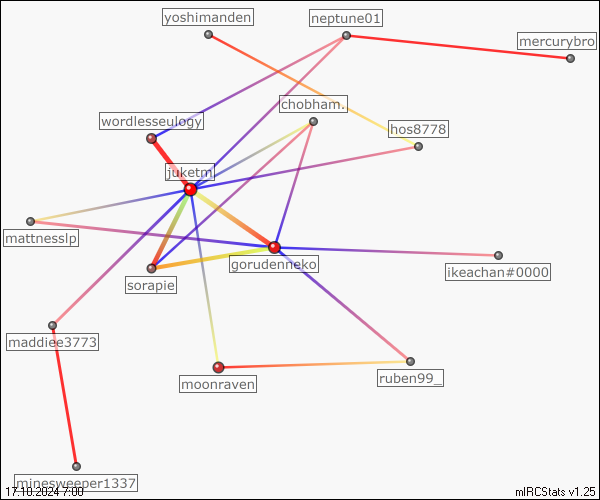 yoshimanden
neptune01
mercurybro
chobham.
wordlesseulogy
hos8778
juketm
mattnesslp
gorudenneko
ikeachan#0000
sorapie
maddiee3773
moonraven
ruben99_
minesweeper1337
17.10.2024 7:00
mIRCStats v1.25